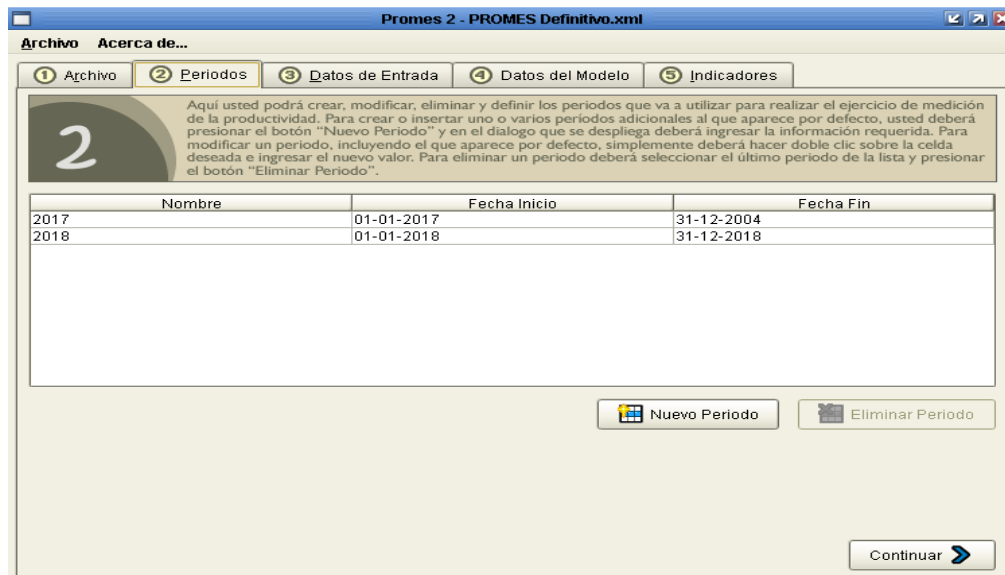 Promes 2 - PROMES Definitivo.xml
Archivo Acerca de...
1 Archivo 2 Periodos 3 Datos de Entrada 4 Datos del Modelo 5 Indicadores
2
Aquí usted podrá crear, modificar, eliminar y definir los periodos que va a utilizar para realizar el ejercicio de medición
de la productividad. Para crear o insertar uno o varios períodos adicionales al que aparece por defecto, usted deberá
presionar el botón “Nuevo Periodo” y en el dialogo que se despliega deberá ingresar la información requerida. Para
modificar un periodo, incluyendo el que aparece por defecto, simplemente deberá hacer doble clic sobre la celda
deseada e ingresar el nuevo valor. Para eliminar un periodo deberá seleccionar el último periodo de la lista y presionar
el botón “Eliminar Periodo”.
Nombre Fecha Inicio Fecha Fin
2017 01-01-2017 31-12-2004
2018 01-01-2018 31-12-2018
Nuevo Periodo Eliminar Periodo
Continuar